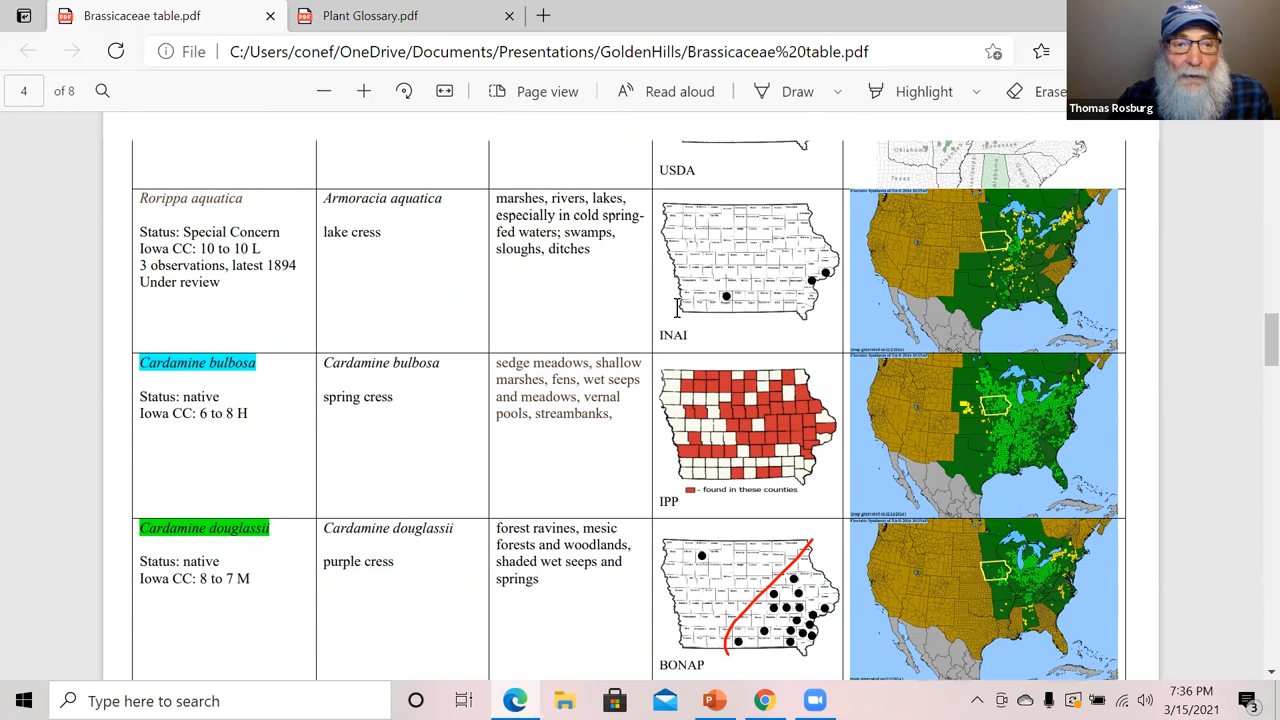 Brassicaceae table.pdf
Plant Glossary.pdf
File
C:/Users/conef/OneDrive/Documents/Presentations/GoldenHills/Brassicaceae%20table.pdf
4 of 8
Page view
Read aloud
Draw
Highlight
Erase
Thomas Rosburg
USDA
Oklahoma
Tennessee
Texas
Alabama
Rorippa aquatica
Status: Special Concern
Iowa CC: 10 to 10 L
3 observations, latest 1894
Under review
Armoracia aquatica
lake cress
marshes, rivers, lakes,
especially in cold spring-
fed waters; swamps,
sloughs, ditches
INAI
Cardamine bulbosa
Status: native
Iowa CC: 6 to 8 H
Cardamine bulbosa
spring cress
sedge meadows, shallow
marshes, fens, wet seeps
and meadows, vernal
pools, streambanks,
- found in these counties
IPP
Cardamine douglassii
Status: native
Iowa CC: 8 to 7 M
Cardamine douglassii
purple cress
forest ravines, mesic
forests and woodlands,
shaded wet seeps and
springs
BONAP
Type here to search
7:36 PM
3/15/2021
3